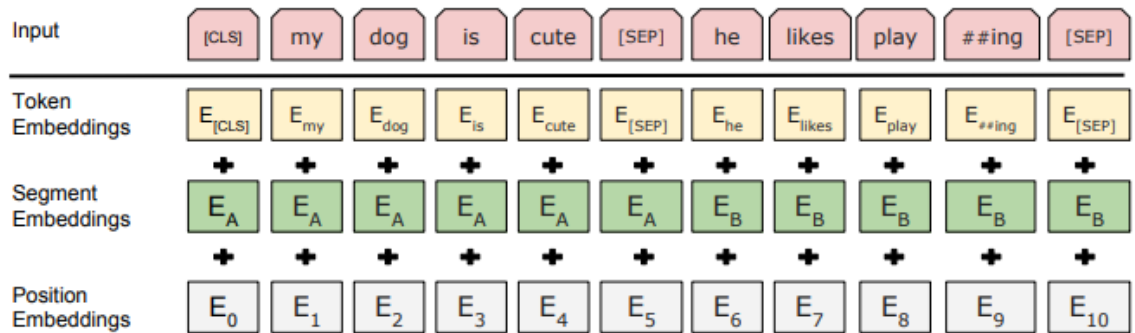 Input [CLS] my dog is cute [SEP] he likes play ##ing [SEP]
Token
Embeddings
E[CLS] Emy Edog Eis Ecute E[SEP] Ehe Elikes Eplay E##ing E[SEP]
+ + + + + + + + + + +
Segment
Embeddings
EA EA EA EA EA EA EB EB EB EB EB
+ + + + + + + + + + +
Position
Embeddings
E0 E1 E2 E3 E4 E5 E6 E7 E8 E9 E10